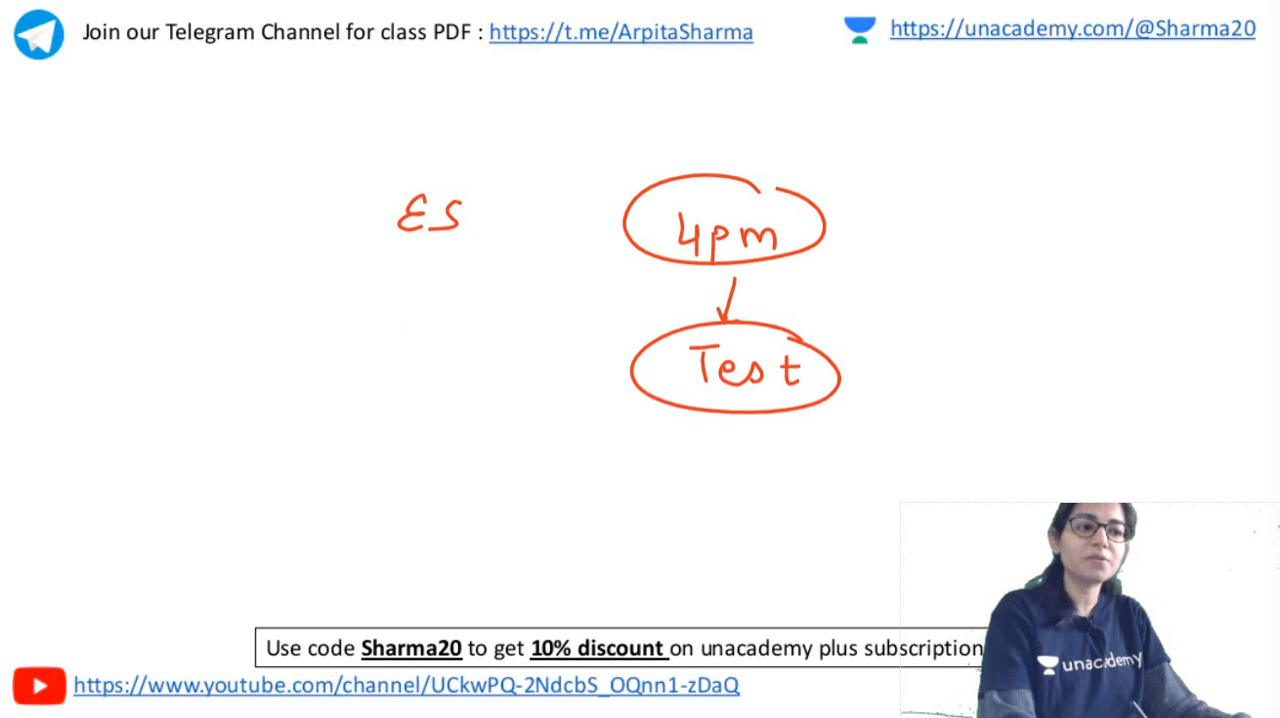 Join our Telegram Channel for class PDF : https://t.me/ArpitaSharma
https://unacademy.com/@Sharma20
ES
4pm
Test
unacademy
Use code Sharma20 to get 10% discount on unacademy plus subscription
https://www.youtube.com/channel/UCkwPQ-2NdcbS_OQnn1-zDaQ